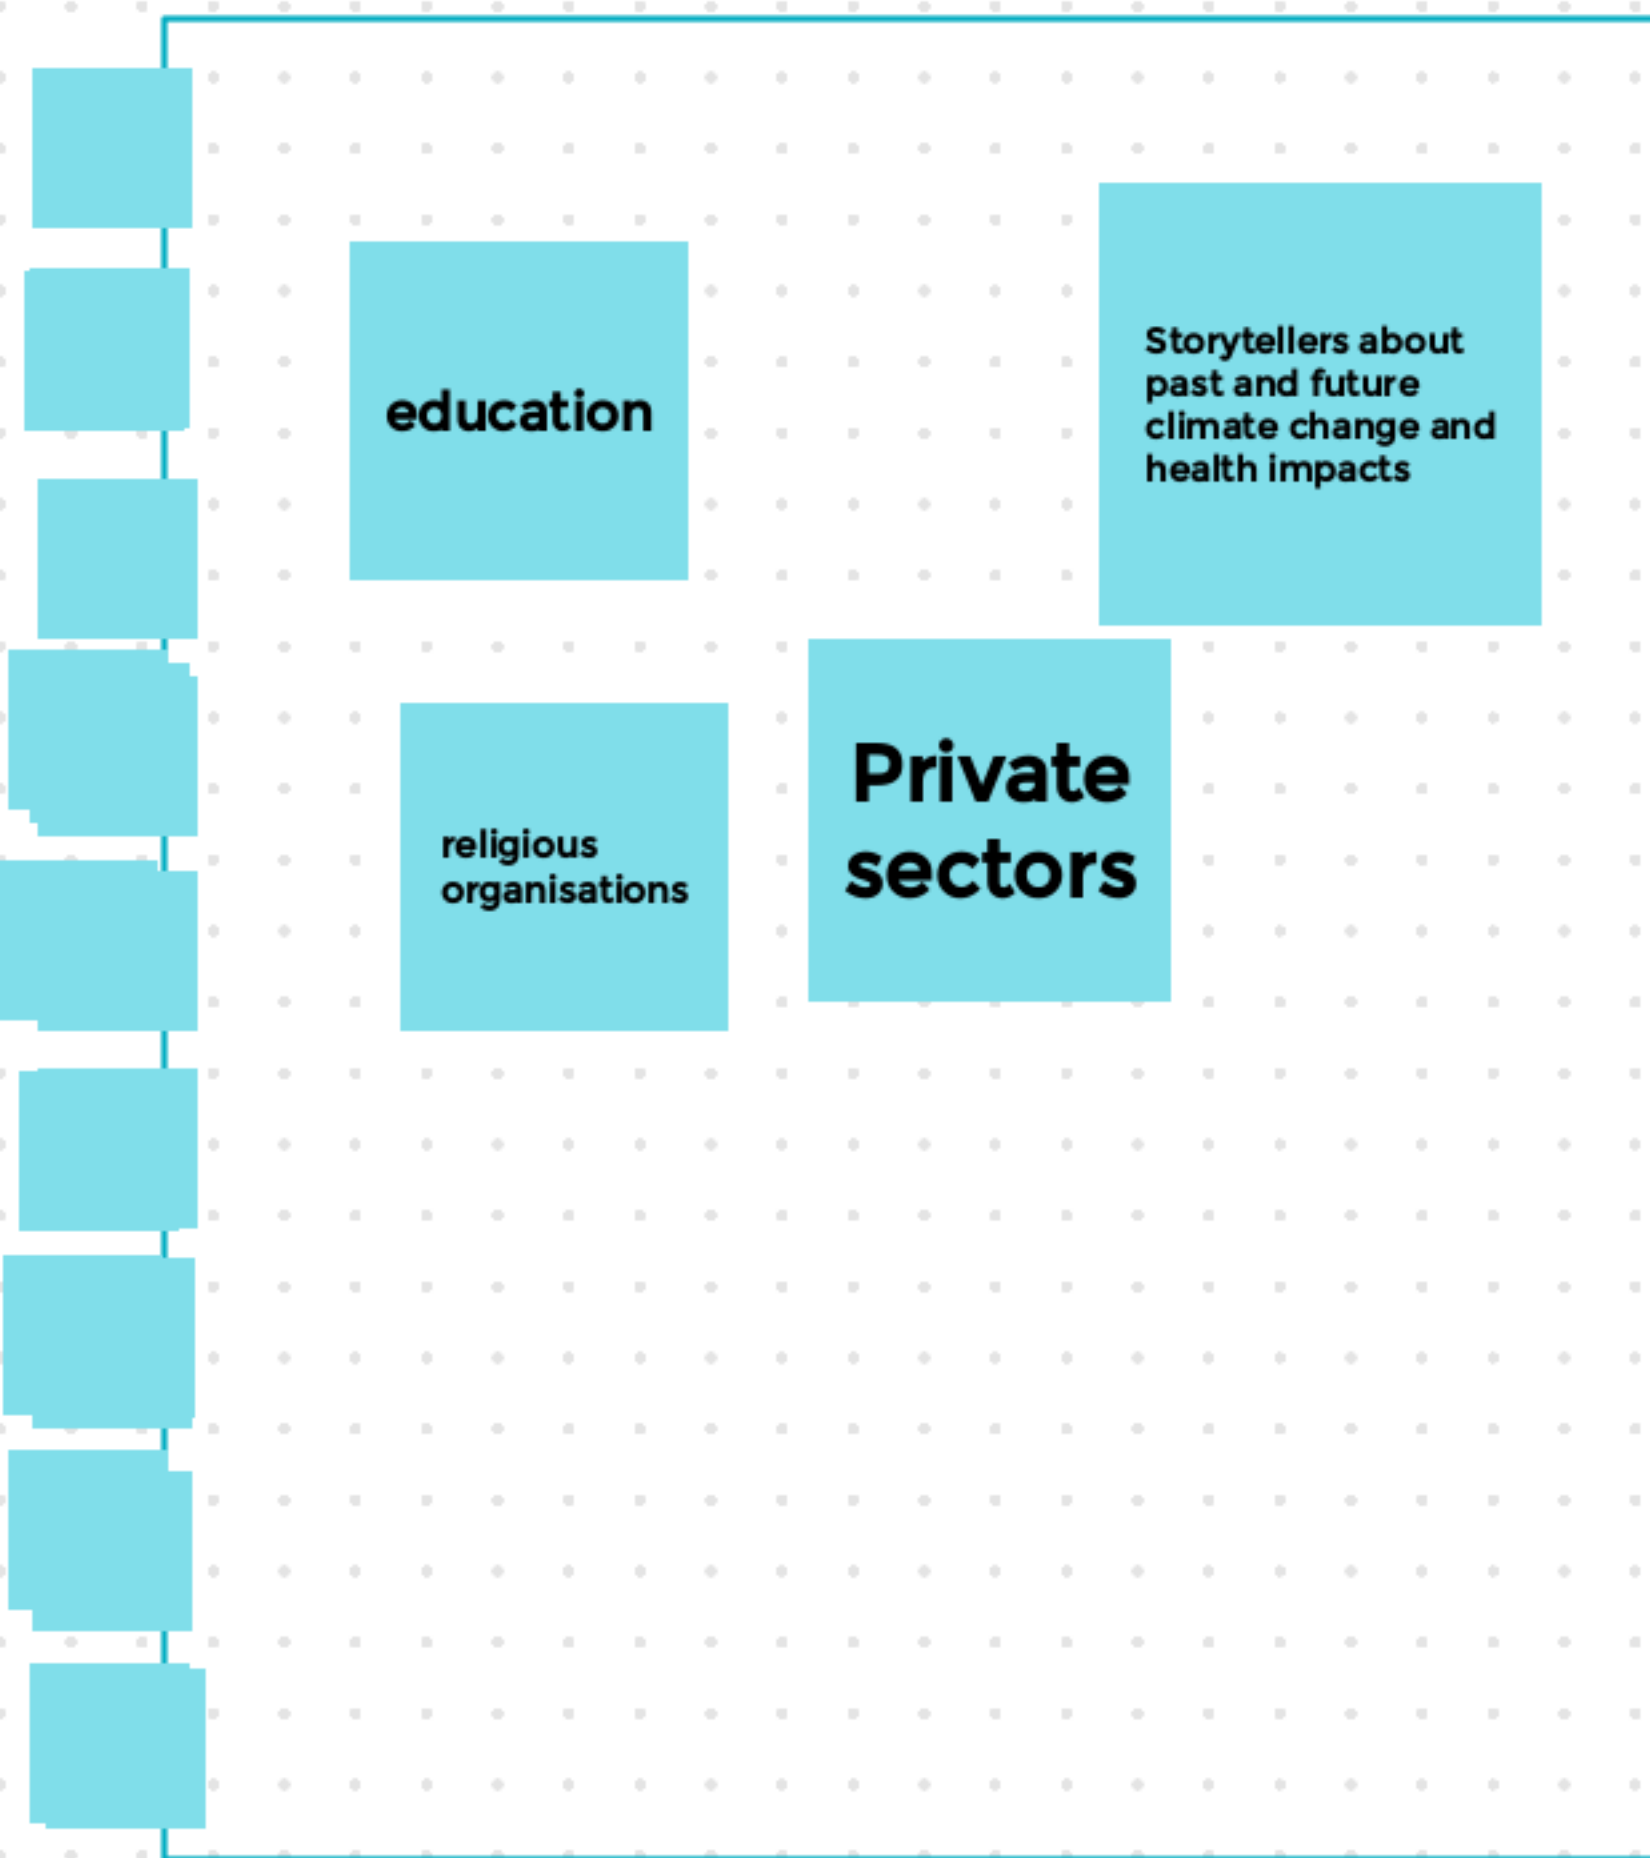 education
Storytellers about
past and future
climate change and
health impacts
religious
organisations
Private
sectors